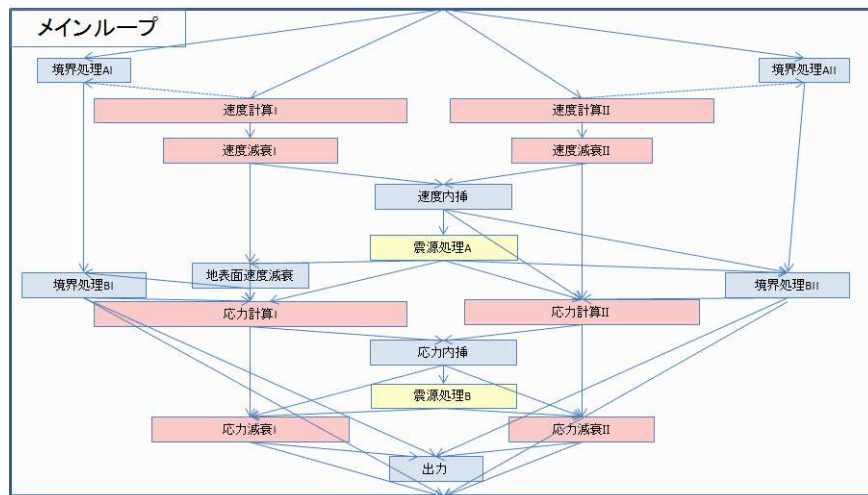 メインループ
境界処理AI
境界処理AII
速度計算I
速度計算II
速度減衰I
速度減衰II
速度内挿
震源処理A
地表面速度減衰
境界処理BI
境界処理BII
応力計算I
応力計算II
応力内挿
震源処理B
応力減衰I
応力減衰II
出力